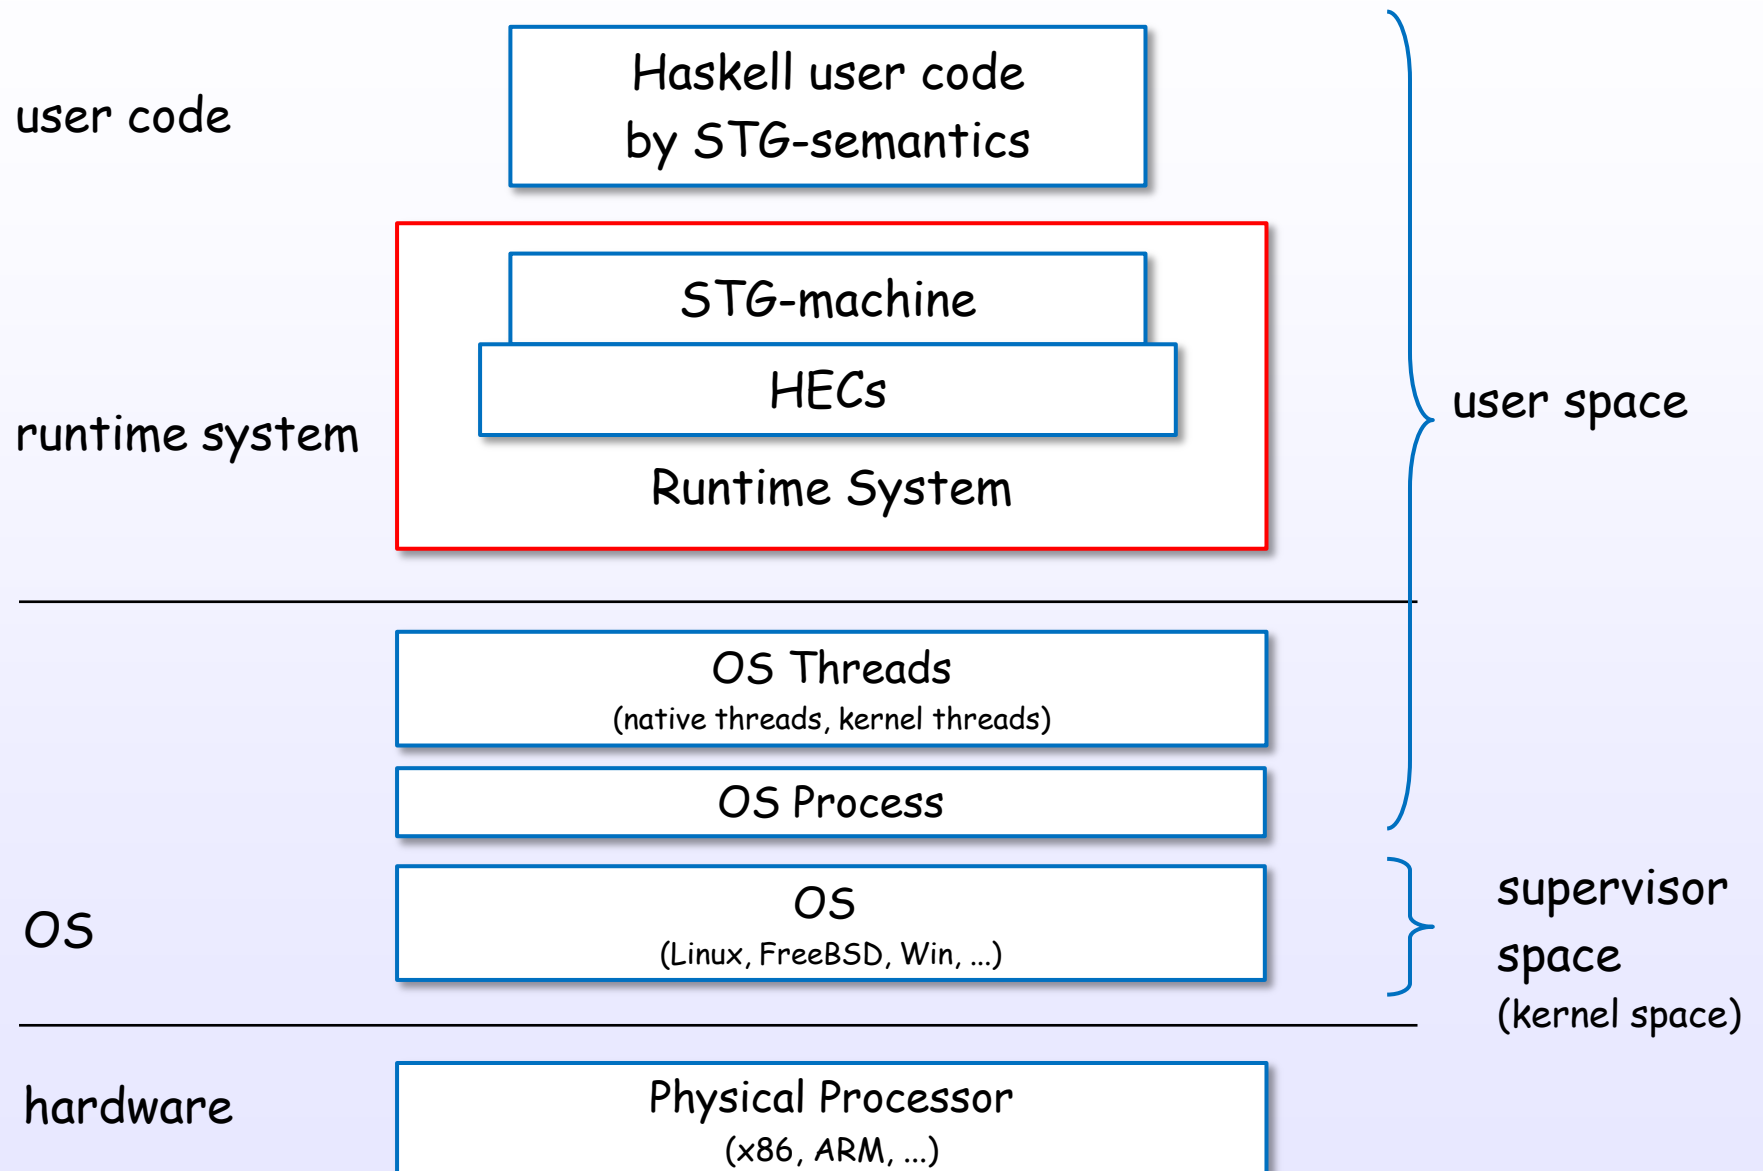 user code
Haskell user code
by STG-semantics
STG-machine
HECs
runtime system
Runtime System
user space
OS Threads
(native threads, kernel threads)
OS Process
OS
OS
(Linux, FreeBSD, Win, ...)
supervisor
space
(kernel space)
hardware
Physical Processor
(x86, ARM, ...)